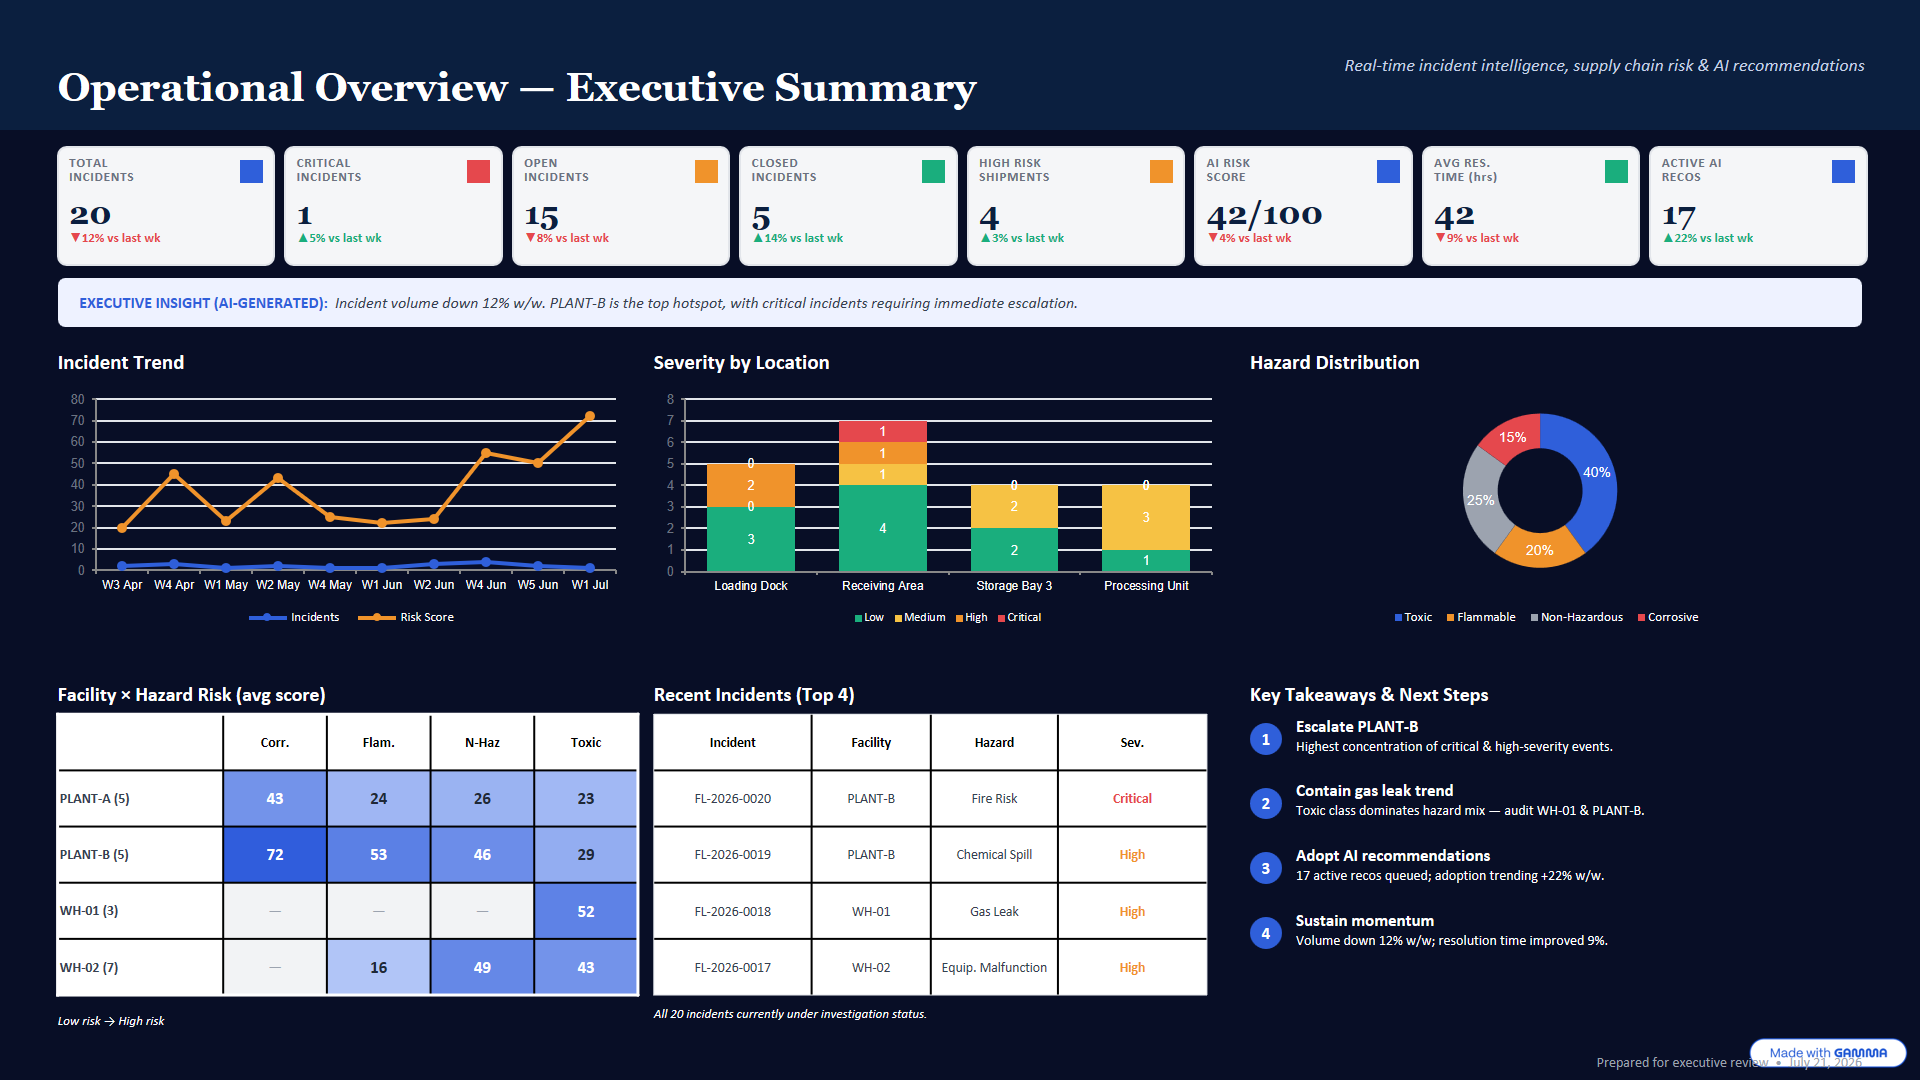 Operational Overview — Executive Summary
Real-time incident intelligence, supply chain risk & AI recommendations
TOTAL
INCIDENTS
20
▼12% vs last wk
CRITICAL
INCIDENTS
1
▲5% vs last wk
OPEN
INCIDENTS
15
▼8% vs last wk
CLOSED
INCIDENTS
5
▲14% vs last wk
HIGH RISK
SHIPMENTS
4
▲3% vs last wk
AI RISK
SCORE
42/100
▼4% vs last wk
AVG RES.
TIME (hrs)
42
▼9% vs last wk
ACTIVE AI
RECOS
17
▲22% vs last wk
EXECUTIVE INSIGHT (AI-GENERATED): Incident volume down 12% w/w. PLANT-B is the top hotspot, with critical incidents requiring immediate escalation.
Incident Trend
80
70
60
50
40
30
20
10
0
W3 Apr W4 Apr W1 May W2 May W4 May W1 Jun W2 Jun W4 Jun W5 Jun W1 Jul
Incidents Risk Score
Severity by Location
8
7
6
5
4
3
2
1
0
0
2
0
3
1
1
1
4
0
2
2
0
3
1
Loading Dock Receiving Area Storage Bay 3 Processing Unit
Low Medium High Critical
Hazard Distribution
15%
40%
25%
20%
Toxic Flammable Non-Hazardous Corrosive
Facility × Hazard Risk (avg score)
Corr. Flam. N-Haz Toxic
PLANT-A (5) 43 24 26 23
PLANT-B (5) 72 53 46 29
WH-01 (3) — — — 52
WH-02 (7) — 16 49 43
Low risk → High risk
Recent Incidents (Top 4)
Incident Facility Hazard Sev.
FL-2026-0020 PLANT-B Fire Risk Critical
FL-2026-0019 PLANT-B Chemical Spill High
FL-2026-0018 WH-01 Gas Leak High
FL-2026-0017 WH-02 Equip. Malfunction High
All 20 incidents currently under investigation status.
Key Takeaways & Next Steps
1 Escalate PLANT-B
Highest concentration of critical & high-severity events.
2 Contain gas leak trend
Toxic class dominates hazard mix — audit WH-01 & PLANT-B.
3 Adopt AI recommendations
17 active recos queued; adoption trending +22% w/w.
4 Sustain momentum
Volume down 12% w/w; resolution time improved 9%.
Made with GAMMA
Prepared for executive review • July 21, 2026